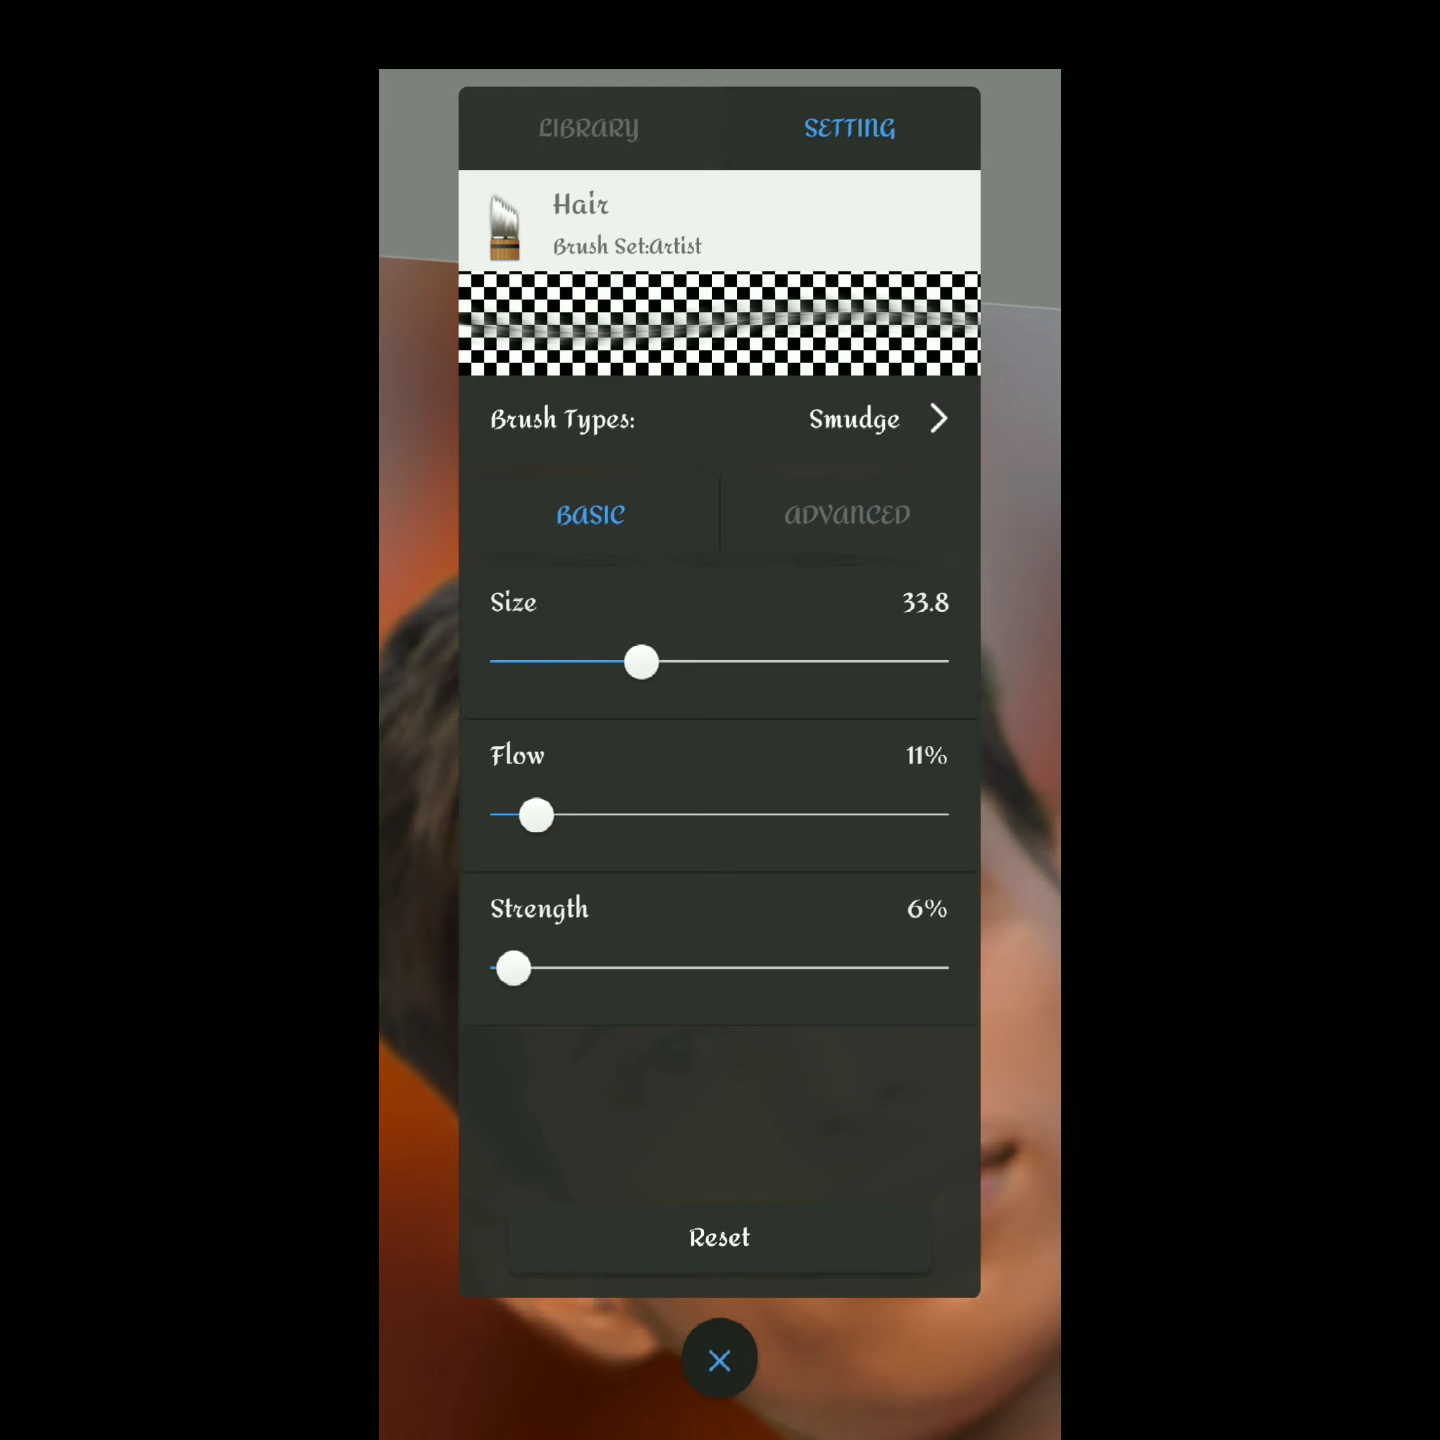 LIBRARY SETTING
Hair
Brush Set:Artist
Brush Types: Smudge
BASIC ADVANCED
Size 33.8
Flow 11%
Strength 6%
Reset